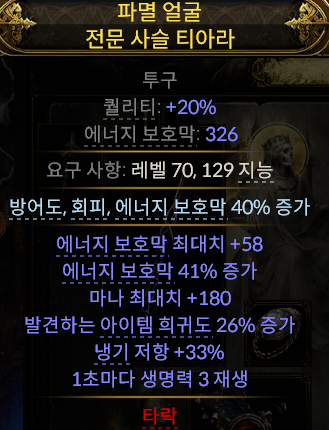 파멸 얼굴
전문 사슬 티아라
투구
퀄리티: +20%
에너지 보호막: 326
요구 사항: 레벨 70, 129 지능
방어도, 회피, 에너지 보호막 40% 증가
에너지 보호막 최대치 +58
에너지 보호막 41% 증가
마나 최대치 +180
발견하는 아이템 희귀도 26% 증가
냉기 저항 +33%
1초마다 생명력 3 재생
타락